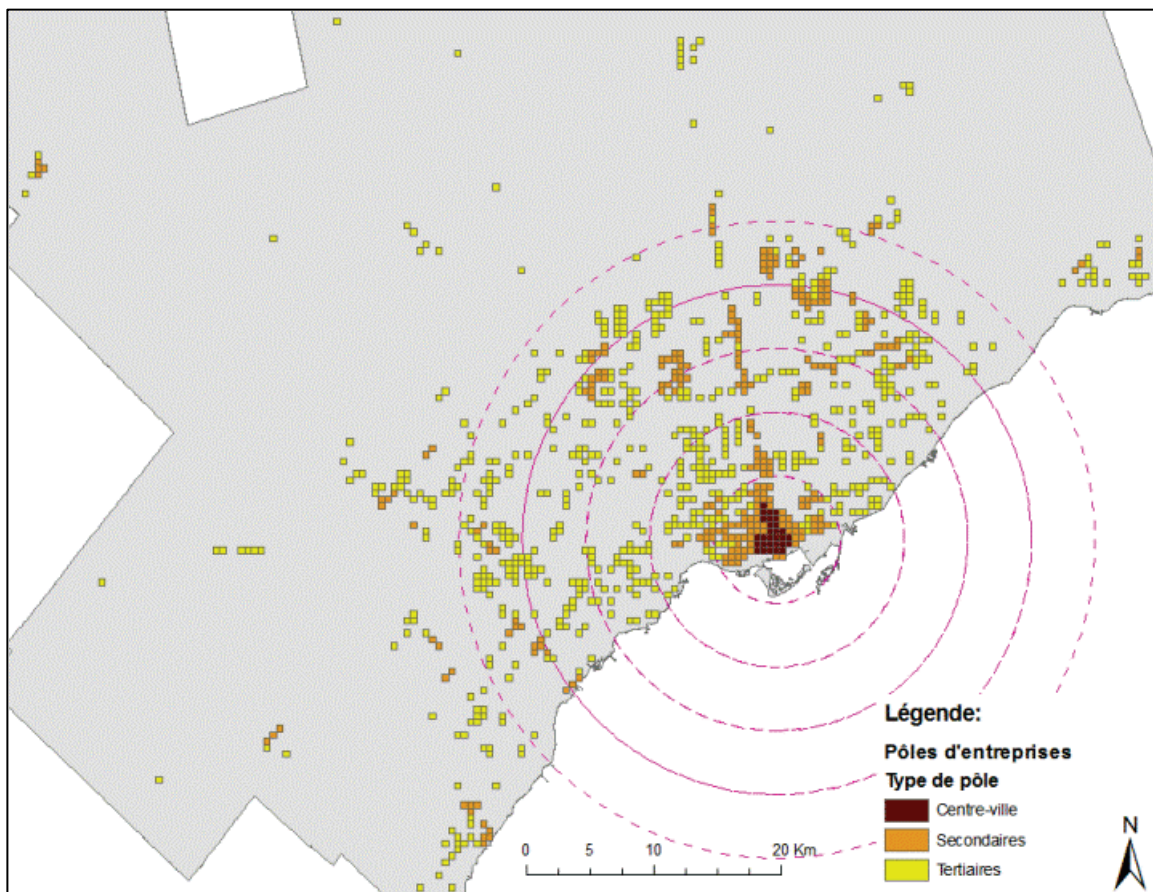 Légende:
Pôles d'entreprises
Type de pôle
Centre-ville
Secondaires
Tertiaires
N
0 5 10 20 Km